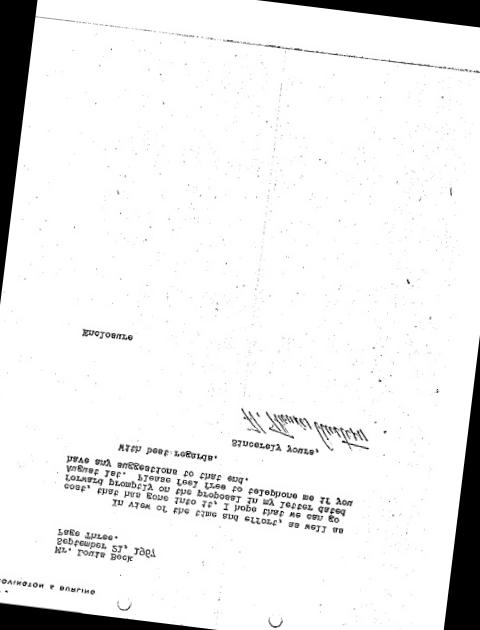 COVINGTON & BURLING
Mr. Louis Beck
September 21, 1967
Page Three.
In view of the time and effort, as well as
cost, that has gone into it, I hope that we can go
forward promptly on the proposal in my letter dated
August 1st. Please feel free to telephone me if you
have any suggestions to that end.
With best regards.
Sincerely yours,
Enclosure